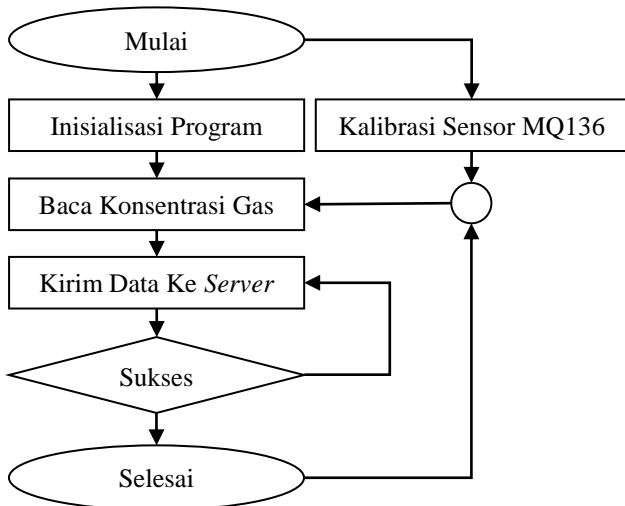 Mulai
Inisialisasi Program
Kalibrasi Sensor MQ136
Baca Konsentrasi Gas
Kirim Data Ke Server
Sukses
Selesai